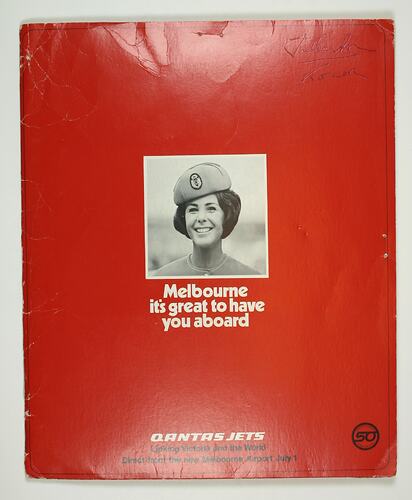 Melbourne
it's great to have
you aboard
QANTAS JETS
Linking Victoria and the World
Direct from the new Melbourne Airport July 1
50